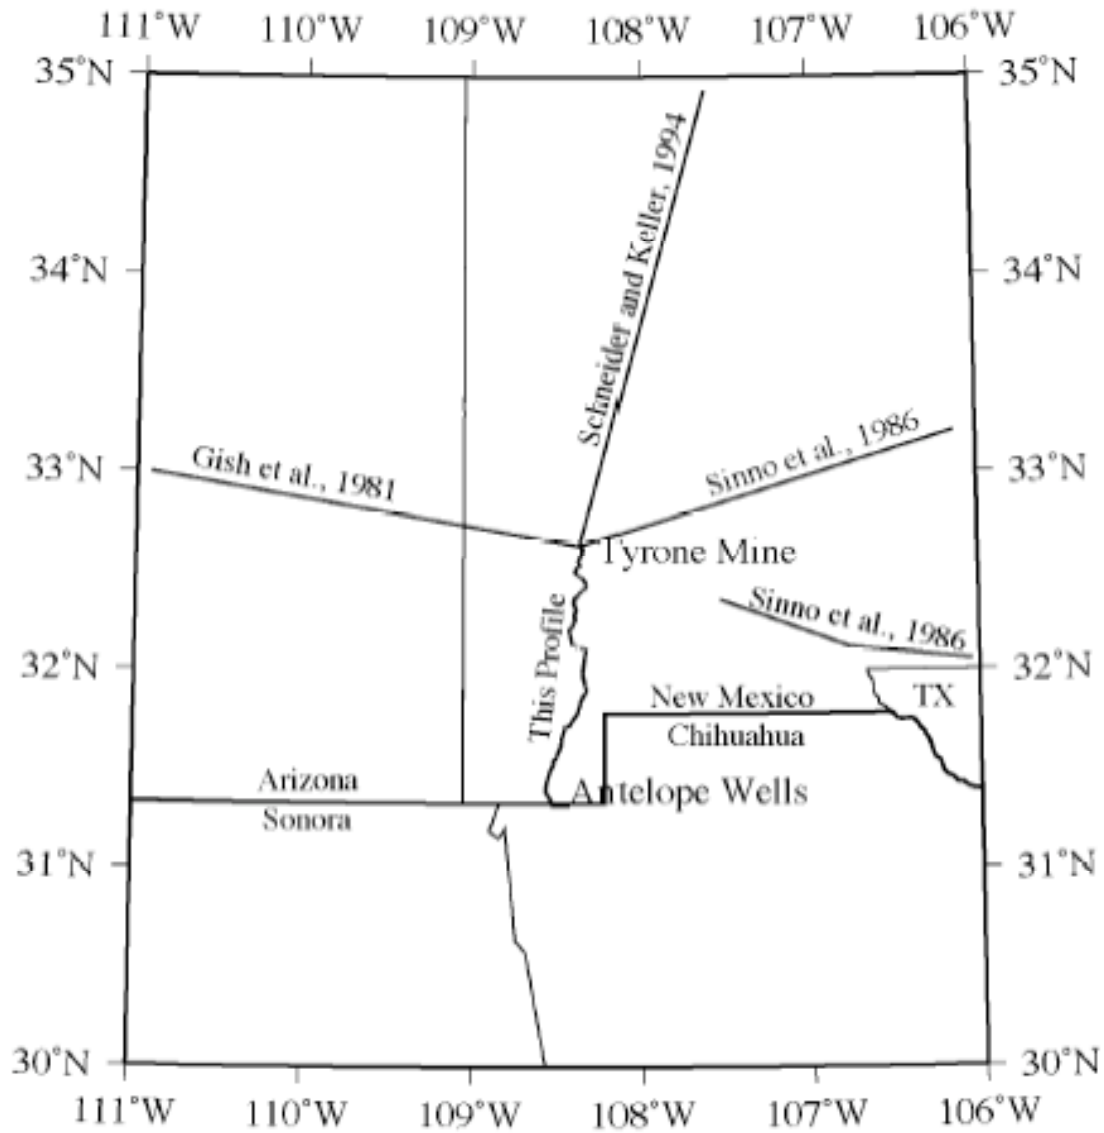 111°W 110°W 109°W 108°W 107°W 106°W
35°N 35°N
Schneider and Keller, 1994
34°N 34°N
Gish et al., 1981
Sinno et al., 1986
33°N 33°N
Tyrone Mine
This Profile
Sinno et al., 1986
32°N 32°N
TX
New Mexico
Chihuahua
Arizona
Antelope Wells
Sonora
31°N 31°N
30°N 30°N
111°W 110°W 109°W 108°W 107°W 106°W